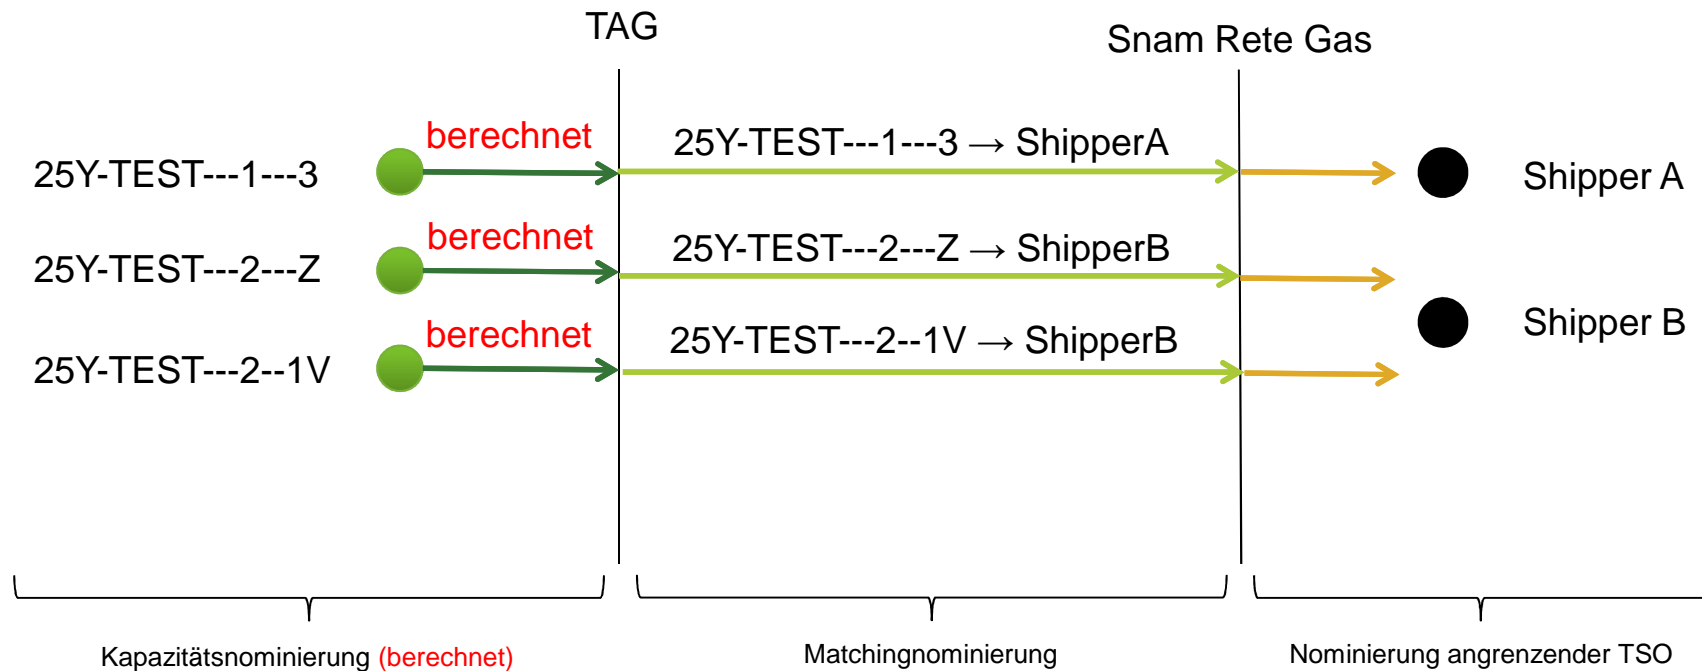 TAG
Snam Rete Gas
berechnet
25Y-TEST---1---3 → ShipperA
25Y-TEST---1---3
Shipper A
berechnet
25Y-TEST---2---Z → ShipperB
25Y-TEST---2---Z
berechnet
25Y-TEST---2--1V → ShipperB
Shipper B
25Y-TEST---2--1V
Kapazitätsnominierung (berechnet)
Matchingnominierung
Nominierung angrenzender TSO